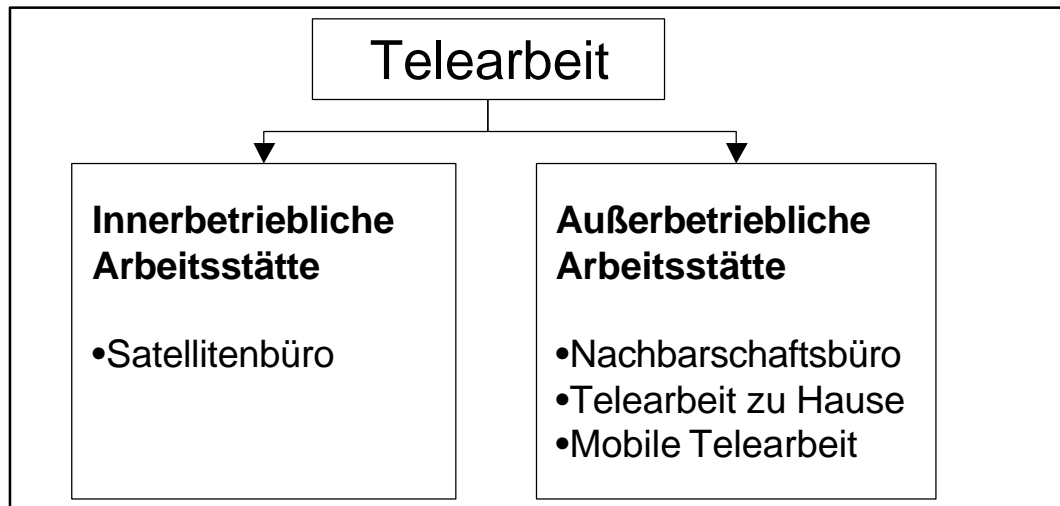 Telearbeit
Innerbetriebliche
Arbeitsstätte
•Satellitenbüro
Außerbetriebliche
Arbeitsstätte
•Nachbarschaftsbüro
•Telearbeit zu Hause
•Mobile Telearbeit